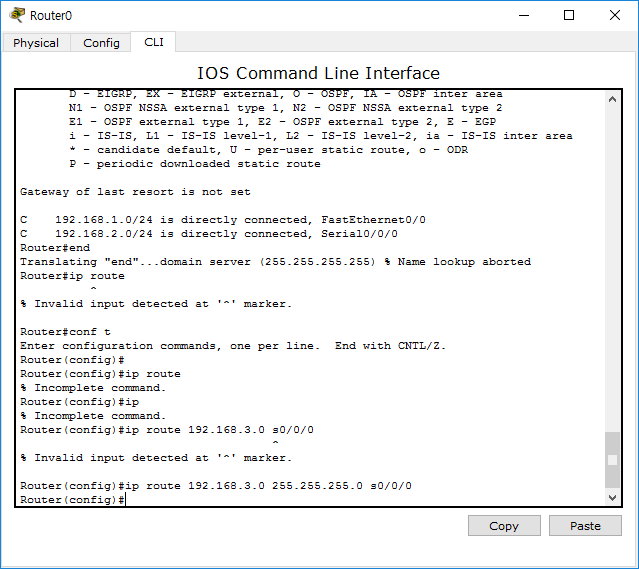 Router0
Physical Config CLI
IOS Command Line Interface
D - EIGRP, EX - EIGRP external, O - OSPF, IA - OSPF inter area
N1 - OSPF NSSA external type 1, N2 - OSPF NSSA external type 2
E1 - OSPF external type 1, E2 - OSPF external type 2, E - EGP
i - IS-IS, L1 - IS-IS level-1, L2 - IS-IS level-2, ia - IS-IS inter area
* - candidate default, U - per-user static route, o - ODR
P - periodic downloaded static route
Gateway of last resort is not set
C    192.168.1.0/24 is directly connected, FastEthernet0/0
C    192.168.2.0/24 is directly connected, Serial0/0/0
Router#end
Translating "end"...domain server (255.255.255.255) % Name lookup aborted
Router#ip route
^
% Invalid input detected at '^' marker.
Router#conf t
Enter configuration commands, one per line.  End with CNTL/Z.
Router(config)#
Router(config)#ip route
% Incomplete command.
Router(config)#ip
% Incomplete command.
Router(config)#ip route 192.168.3.0 s0/0/0
^
% Invalid input detected at '^' marker.
Router(config)#ip route 192.168.3.0 255.255.255.0 s0/0/0
Router(config)#
Copy Paste